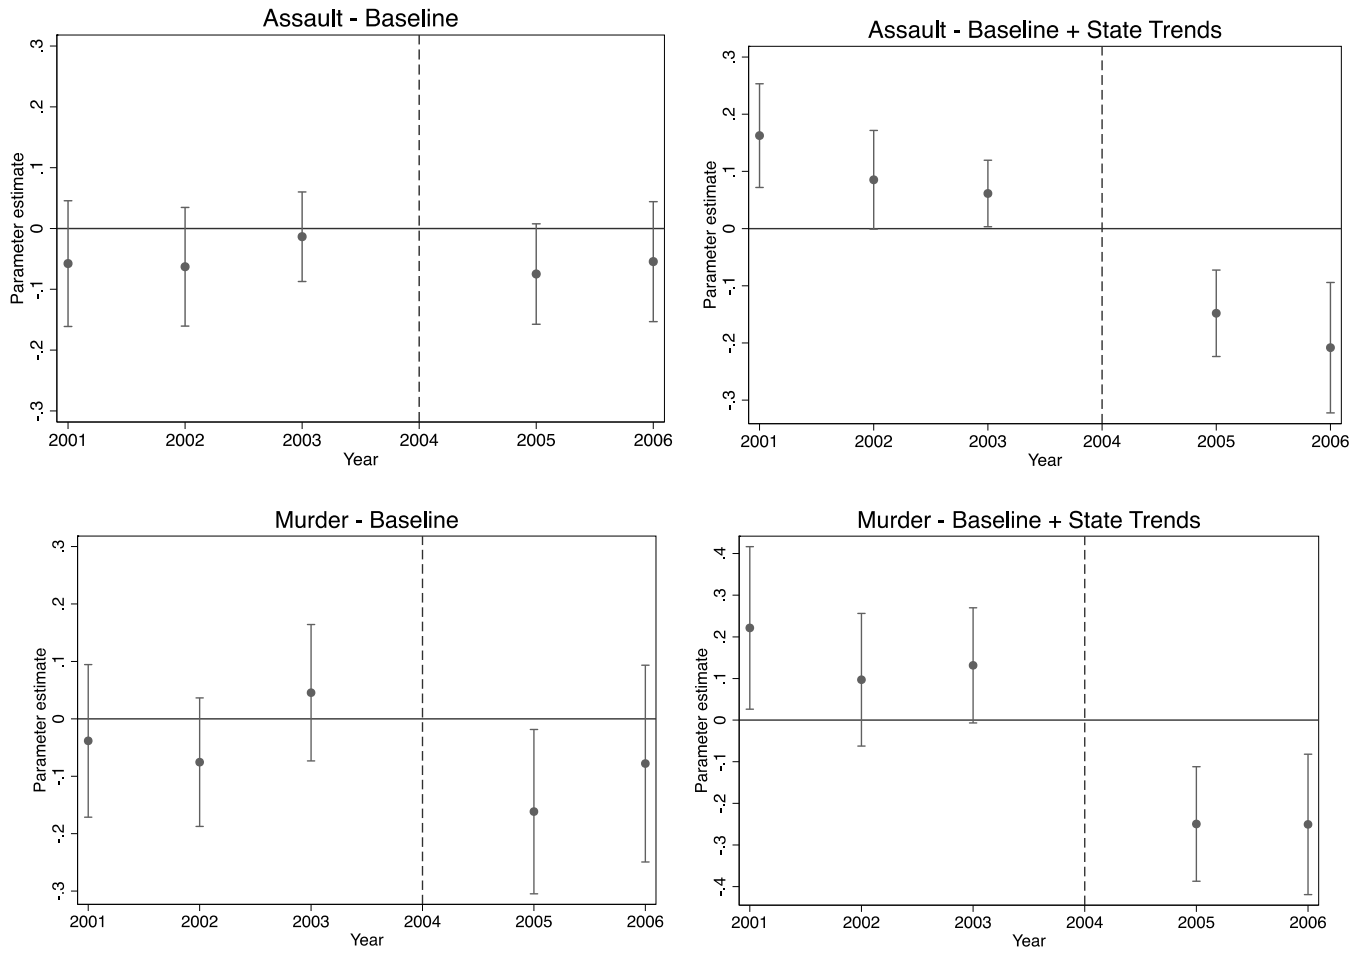 Assault - Baseline
.3
.2
.1
0
-.1
-.2
-.3
Parameter estimate
2001 2002 2003 2004 2005 2006
Year
Assault - Baseline + State Trends
.3
.2
.1
0
-.1
-.2
-.3
Parameter estimate
2001 2002 2003 2004 2005 2006
Year
Murder - Baseline
.3
.2
.1
0
-.1
-.2
-.3
Parameter estimate
2001 2002 2003 2004 2005 2006
Year
Murder - Baseline + State Trends
.4
.3
.2
.1
0
-.1
-.2
-.3
-.4
Parameter estimate
2001 2002 2003 2004 2005 2006
Year